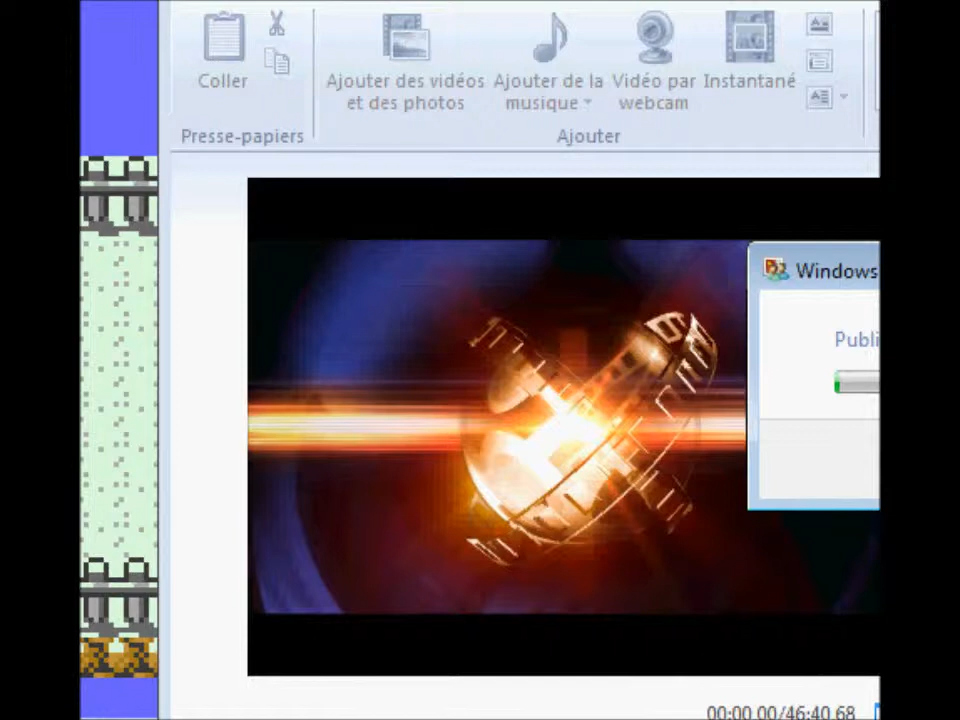 Coller
Ajouter des vidéos
et des photos
Ajouter de la
musique
Vidéo par
webcam
Instantané
Presse-papiers
Ajouter
Windows
Publi
00:00,00/46:40,68